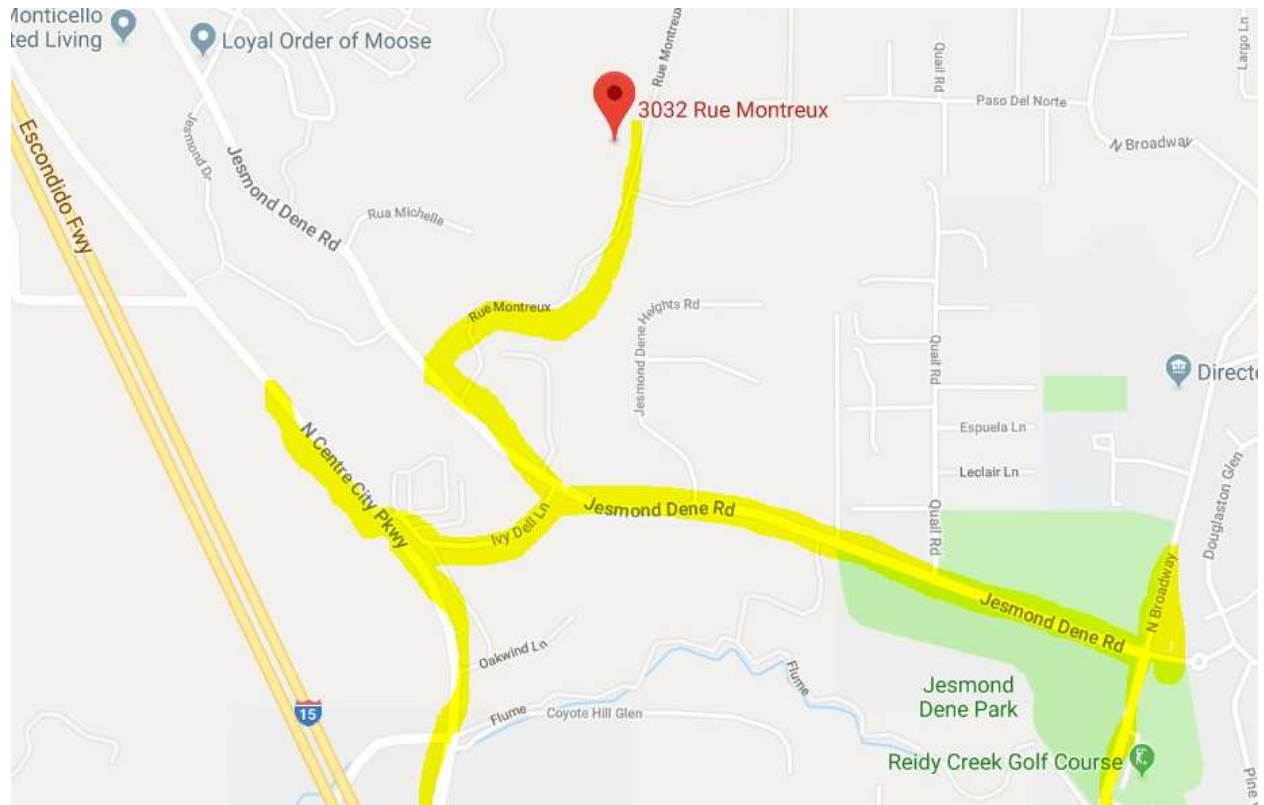 Monticello
ted Living
Loyal Order of Moose
Rue Montreux
3032 Rue Montreux
Quail Rd
Largo Ln
Paso Del Norte
N Broadway
Escondido Fwy
Jesmond Dr
Jesmond Dene Rd
Rua Michelle
Rue Montreux
Jesmond Dene Heights Rd
Quail Rd
Directo
Espuela Ln
Leclair Ln
N Centre City Pkwy
Ivy Dell Ln
Jesmond Dene Rd
Quail Rd
Douglaston Glen
N Broadway
Jesmond Dene Rd
Oakwind Ln
Flume
Jesmond
Dene Park
15
Flume
Coyote Hill Glen
Reidy Creek Golf Course
Pine